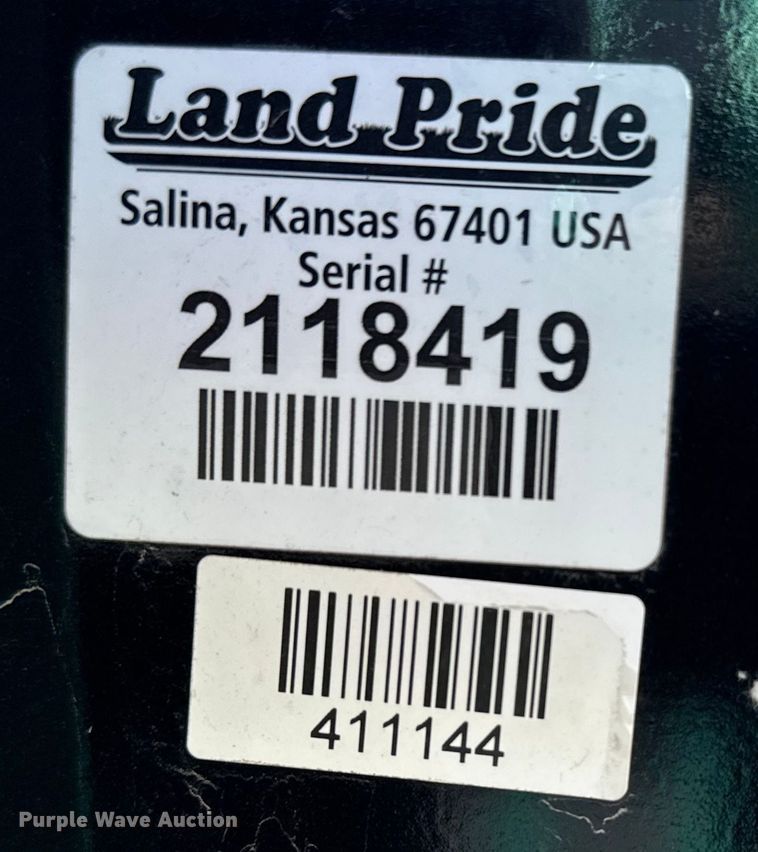 Land Pride
Salina, Kansas 67401 USA
Serial #
2118419
411144
Purple Wave Auction